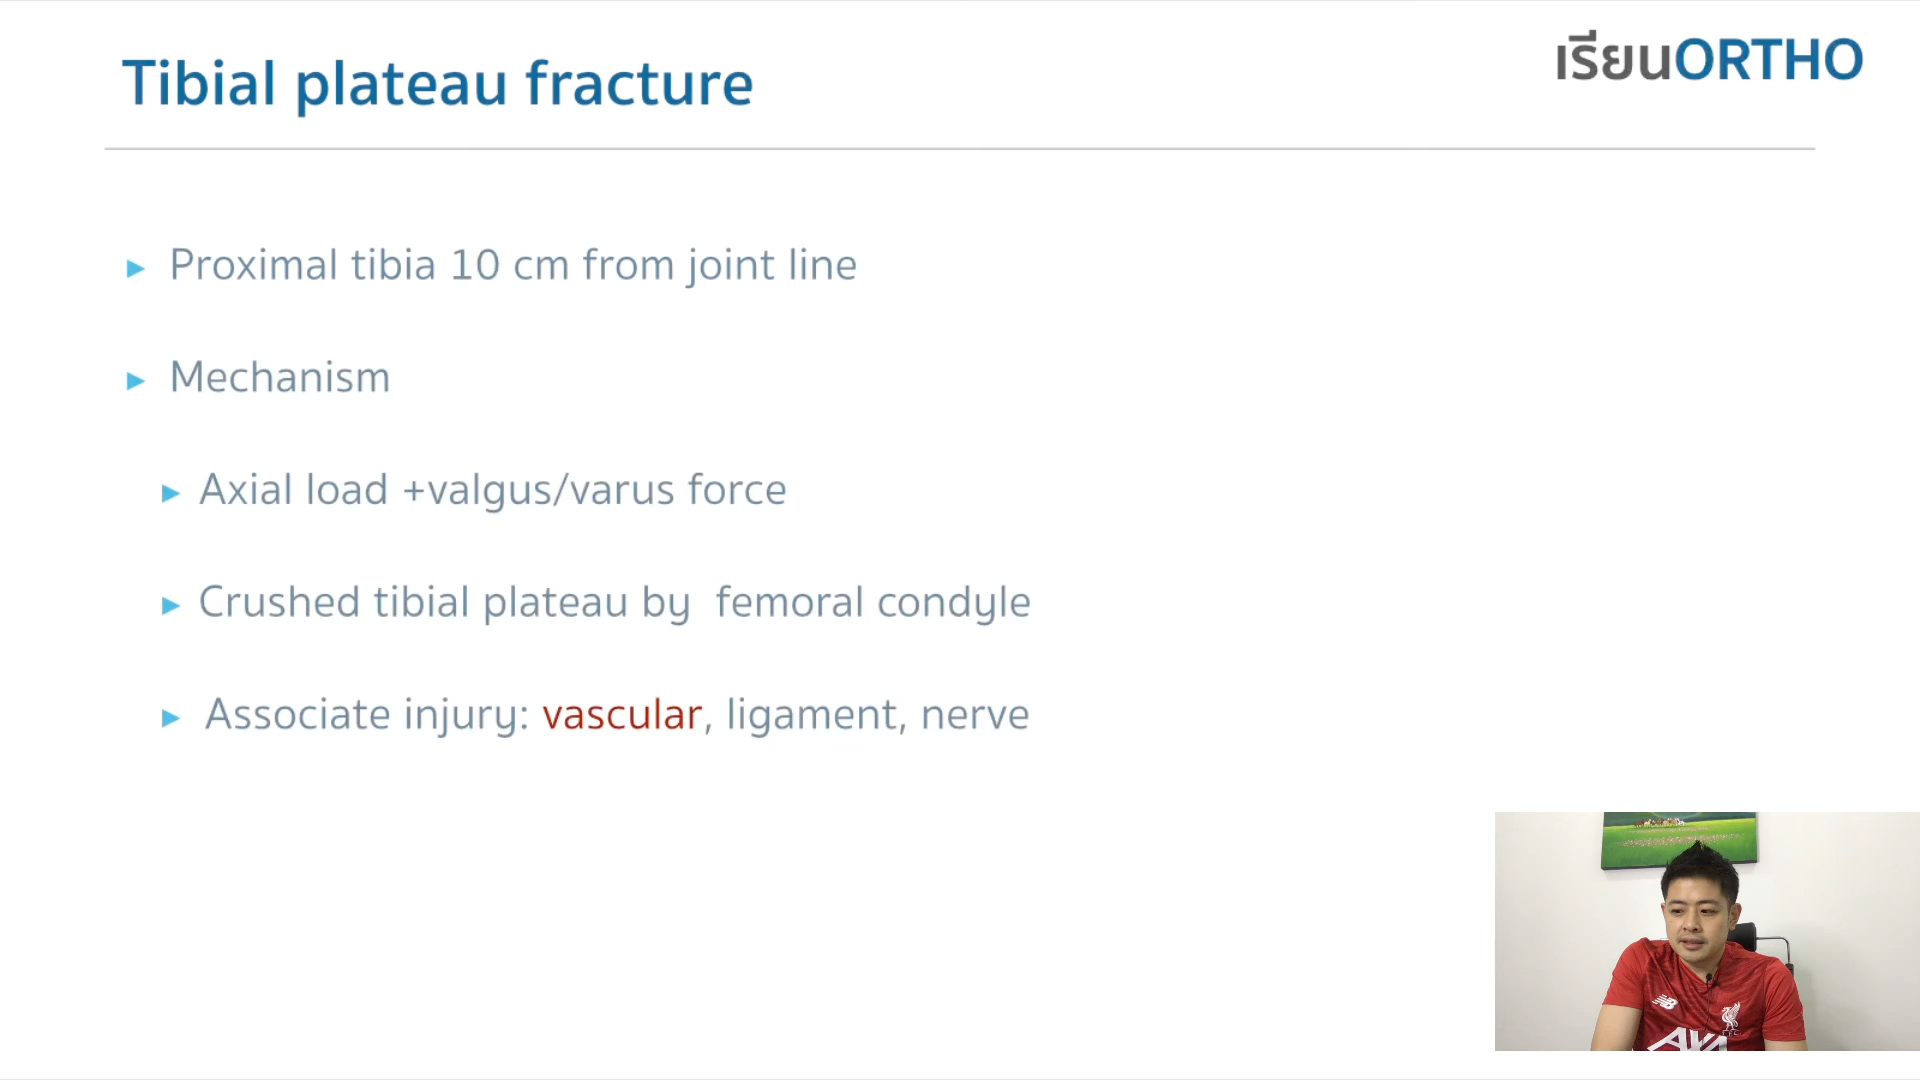 Tibial plateau fracture
เรียนORTHO
Proximal tibia 10 cm from joint line
Mechanism
Axial load +valgus/varus force
Crushed tibial plateau by femoral condyle
Associate injury: vascular, ligament, nerve
AXA